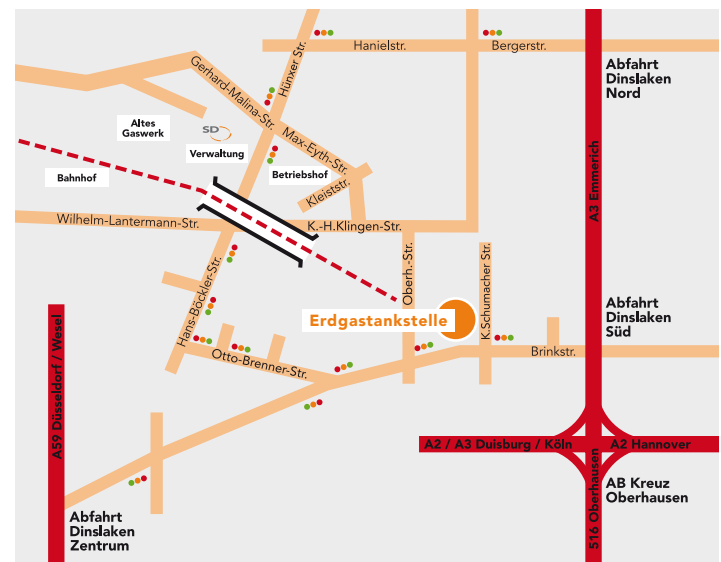 Hanielstr.
Bergerstr.
Hünxer Str.
Gerhard-Malina-Str.
Abfahrt
Dinslaken
Nord
Altes
Gaswerk
SD
Verwaltung
Max-Eyth-Str.
Betriebshof
Bahnhof
Kleiststr.
A3 Emmerich
Wilhelm-Lantermann-Str.
K.-H.Klingen-Str.
Oberh.-Str.
K.Schumacher Str.
Hans-Böckler-Str.
Erdgastankstelle
Abfahrt
Dinslaken
Süd
Otto-Brenner-Str.
Brinkstr.
A59 Düsseldorf / Wesel
A2 / A3 Duisburg / Köln
A2 Hannover
516 Oberhausen
AB Kreuz
Oberhausen
Abfahrt
Dinslaken
Zentrum